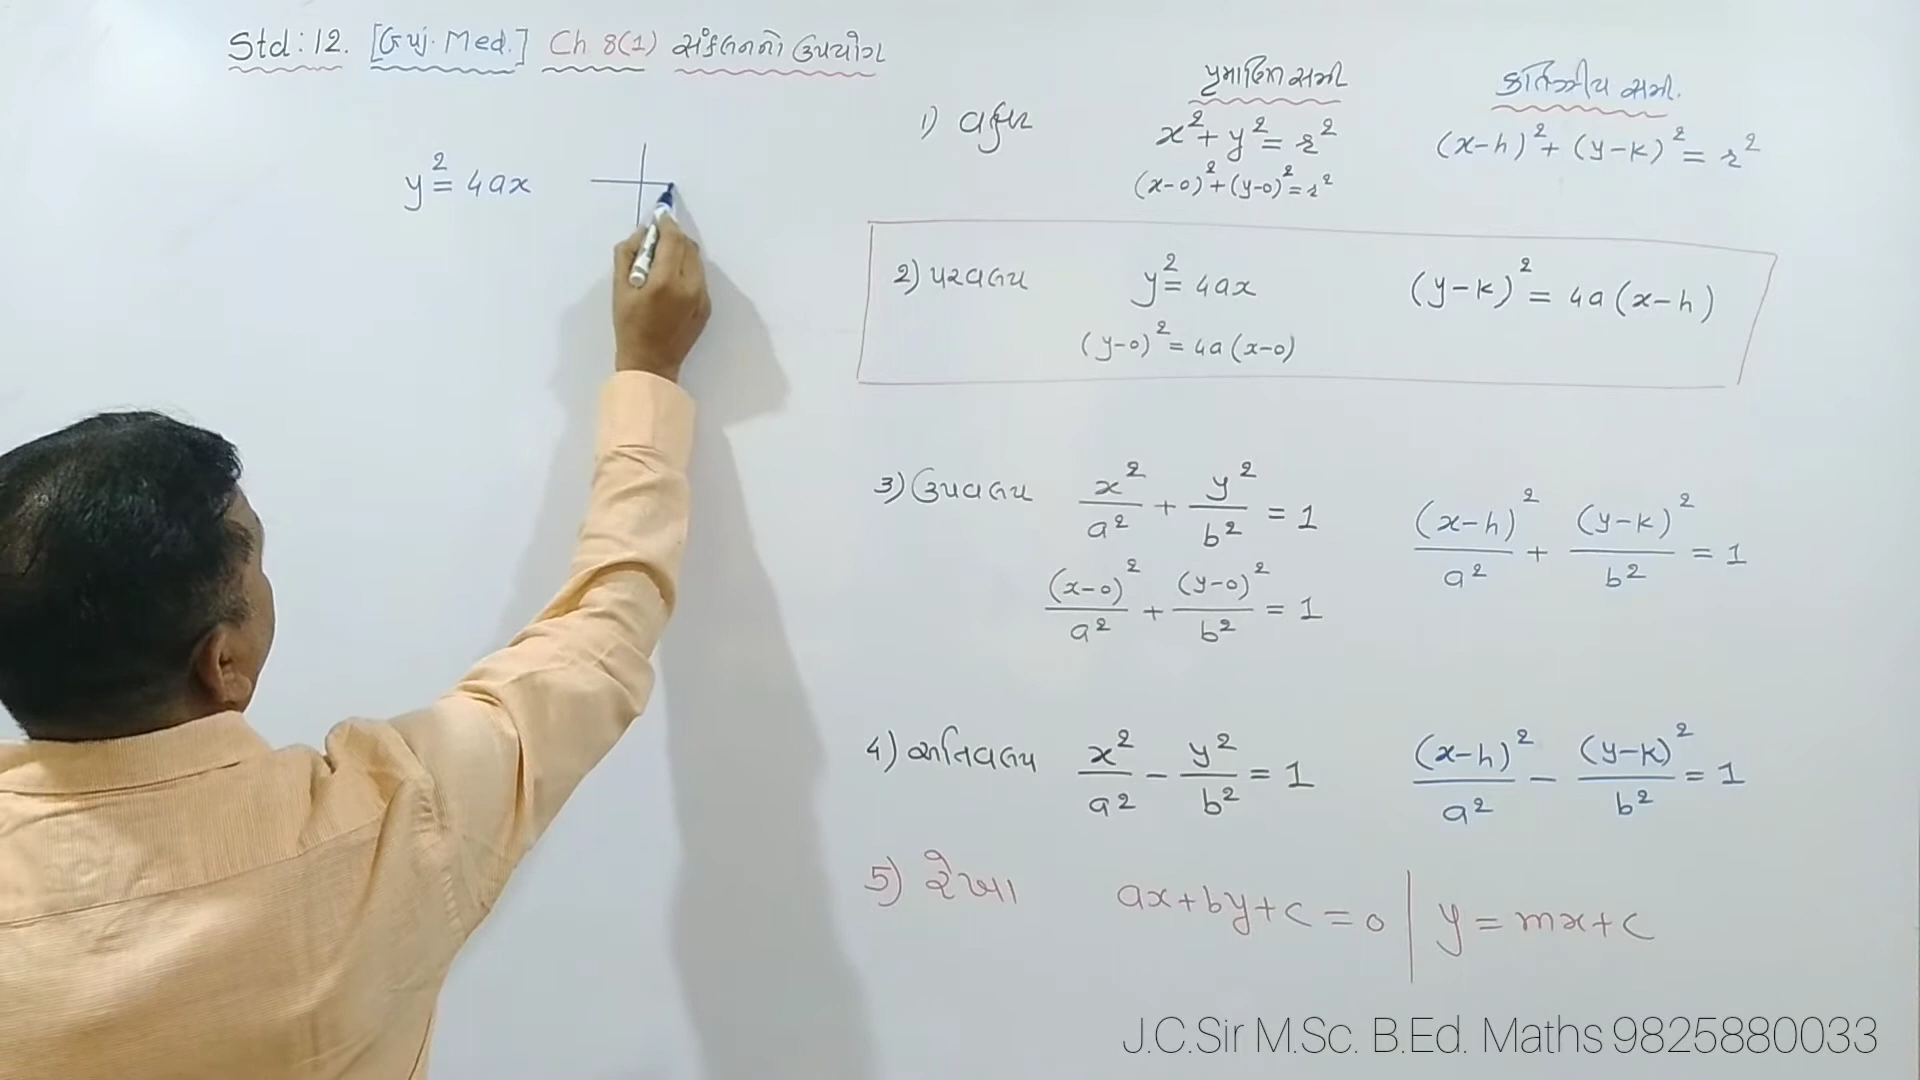 Std: 12. [Guj. Med.] Ch 8(1) સંકલનનો ઉપયોગ
પ્રમાણિત સમી
કાર્તેઝીય સમી.
1) વર્તુળ x² + y² = r² (x-h)² + (y-k)² = r²
(x-0)² + (y-0)² = r²
y² = 4ax
2) પરવલય y² = 4ax (y-k)² = 4a(x-h)
(y-0)² = 4a(x-0)
3) ઉપવલય x²/a² + y²/b² = 1 (x-h)²/a² + (y-k)²/b² = 1
(x-0)²/a² + (y-0)²/b² = 1
4) અતિવલય x²/a² - y²/b² = 1 (x-h)²/a² - (y-k)²/b² = 1
5) રેખા ax+by+c = 0 | y = mx+c
J.C.Sir M.Sc. B.Ed. Maths 9825880033